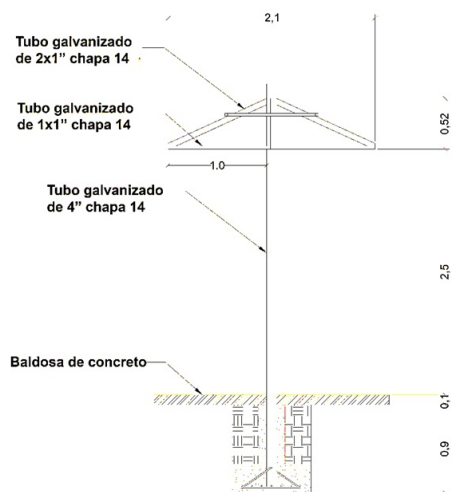 2,1
Tubo galvanizado
de 2x1" chapa 14
Tubo galvanizado
de 1x1" chapa 14
0,52
1.0
Tubo galvanizado
de 4" chapa 14
2,5
Baldosa de concreto
0,1
0,9